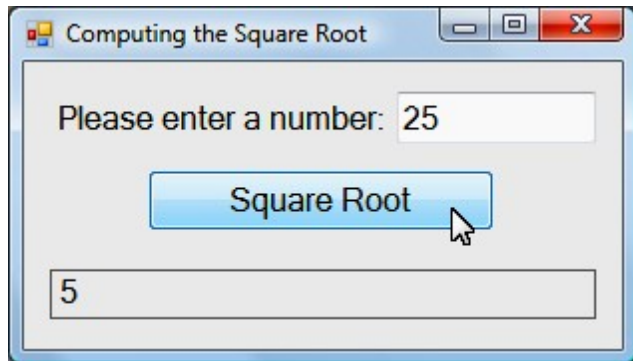 Computing the Square Root
Please enter a number: 25
Square Root
5